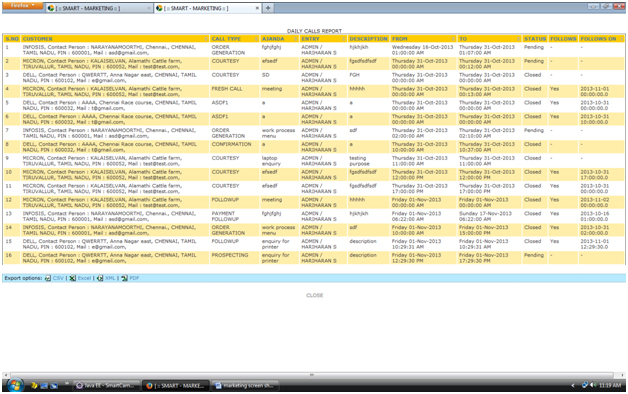 Firefox
[ :: SMART - MARKETING :: ]
[ :: SMART - MARKETING :: ]
DAILY CALLS REPORT
S.NO CUSTOMER CALL TYPE AJANDA ENTRY DESCRIPTION FROM TO STATUS FOLLOWS FOLLOWS ON
1 INFOSIS, Contact Person : NARAYANAMOORTHI, Chennai., CHENNAI, ORDER fghjfghj ADMIN / hjkhjkh Wednesday 16-Oct-2013 Thursday 31-Oct-2013 Pending - -
TAMIL NADU, PIN : 600001, Mail : asd@gmail.com, GENERATION HARIHARAN S 01:00:00 AM 01:07:00 AM
2 MICRON, Contact Person : KALAISELVAN, Alamathi Cattle farm, COURTESY efsedf ADMIN / fgsdfsdfsdf Thursday 31-Oct-2013 Thursday 31-Oct-2013 Pending - -
TIRUVALLUR, TAMIL NADU, PIN : 600052, Mail : test@test.com, HARIHARAN S 00:00:00 AM 00:12:00 AM
3 DELL, Contact Person : QWERRTT, Anna Nagar east, CHENNAI, TAMIL COURTESY SD ADMIN / FGH Thursday 31-Oct-2013 Thursday 31-Oct-2013 Closed - -
NADU, PIN : 600102, Mail : e@gmail.com, HARIHARAN S 00:00:00 AM 00:00:00 AM
4 MICRON, Contact Person : KALAISELVAN, Alamathi Cattle farm, FRESH CALL meeting ADMIN / hhhhh Thursday 31-Oct-2013 Thursday 31-Oct-2013 Closed Yes 2013-11-01
TIRUVALLUR, TAMIL NADU, PIN : 600052, Mail : test@test.com, HARIHARAN S 00:00:00 AM 00:13:00 AM 00:00:00.0
5 DELL, Contact Person : AAAA, Chennai Race course, CHENNAI, TAMIL ASDF1 a ADMIN / a Thursday 31-Oct-2013 Thursday 31-Oct-2013 Closed Yes 2013-10-31
NADU, PIN : 600052, Mail : t@gmail.com, HARIHARAN S 00:00:00 AM 00:00:00 AM 00:00:00.0
6 DELL, Contact Person : AAAA, Chennai Race course, CHENNAI, TAMIL ASDF1 a ADMIN / a Thursday 31-Oct-2013 Thursday 31-Oct-2013 Closed Yes 2013-10-31
NADU, PIN : 600052, Mail : t@gmail.com, HARIHARAN S 00:00:00 AM 00:00:00 AM 10:00:00.0
7 INFOSIS, Contact Person : NARAYANAMOORTHI, Chennai., CHENNAI, ORDER work process ADMIN / sdf Thursday 31-Oct-2013 Thursday 31-Oct-2013 Pending - -
TAMIL NADU, PIN : 600001, Mail : asd@gmail.com, GENERATION menu HARIHARAN S 02:00:00 AM 02:10:00 AM
8 DELL, Contact Person : AAAA, Chennai Race course, CHENNAI, TAMIL CONFIRMATION a ADMIN / a Thursday 31-Oct-2013 Thursday 31-Oct-2013 Closed - -
NADU, PIN : 600052, Mail : t@gmail.com, HARIHARAN S 10:00:00 AM 10:37:00 AM
9 MICRON, Contact Person : KALAISELVAN, Alamathi Cattle farm, COURTESY laptop ADMIN / testing Thursday 31-Oct-2013 Thursday 31-Oct-2013 Closed - -
TIRUVALLUR, TAMIL NADU, PIN : 600052, Mail : test@test.com, enquiry HARIHARAN S purpose 11:00:00 AM 11:00:00 AM
10 MICRON, Contact Person : KALAISELVAN, Alamathi Cattle farm, COURTESY efsedf ADMIN / fgsdfsdfsdf Thursday 31-Oct-2013 Thursday 31-Oct-2013 Closed Yes 2013-10-31
TIRUVALLUR, TAMIL NADU, PIN : 600052, Mail : test@test.com, HARIHARAN S 12:00:00 PM 12:00:00 PM 17:00:00.0
11 MICRON, Contact Person : KALAISELVAN, Alamathi Cattle farm, COURTESY efsedf ADMIN / fgsdfsdfsdf Thursday 31-Oct-2013 Thursday 31-Oct-2013 Closed Yes 2013-10-31
TIRUVALLUR, TAMIL NADU, PIN : 600052, Mail : test@test.com, HARIHARAN S 17:00:00 PM 17:02:00 PM 00:00:00.0
12 MICRON, Contact Person : KALAISELVAN, Alamathi Cattle farm, FOLLOWUP meeting ADMIN / hhhhh Friday 01-Nov-2013 Friday 01-Nov-2013 Closed Yes 2013-11-02
TIRUVALLUR, TAMIL NADU, PIN : 600052, Mail : test@test.com, HARIHARAN S 00:00:00 AM 00:00:00 AM 00:00:00.0
13 INFOSIS, Contact Person : NARAYANAMOORTHI, Chennai., CHENNAI, PAYMENT fghjfghj ADMIN / hjkhjkh Friday 01-Nov-2013 Sunday 17-Nov-2013 Closed Yes 2013-10-16
TAMIL NADU, PIN : 600001, Mail : asd@gmail.com, FOLLOWUP HARIHARAN S 06:22:00 AM 06:22:00 AM 01:00:00.0
14 INFOSIS, Contact Person : NARAYANAMOORTHI, Chennai., CHENNAI, ORDER work process ADMIN / sdf Friday 01-Nov-2013 Friday 01-Nov-2013 Closed Yes 2013-10-31
TAMIL NADU, PIN : 600001, Mail : asd@gmail.com, GENERATION menu HARIHARAN S 10:00:00 AM 15:00:00 PM 02:00:00.0
15 DELL, Contact Person : QWERRTT, Anna Nagar east, CHENNAI, TAMIL FOLLOWUP enquiry for ADMIN / description Friday 01-Nov-2013 Friday 01-Nov-2013 Closed Yes 2013-11-01
NADU, PIN : 600102, Mail : e@gmail.com, printer HARIHARAN S 10:29:31 AM 10:29:31 AM 12:29:30.0
16 DELL, Contact Person : QWERRTT, Anna Nagar east, CHENNAI, TAMIL PROSPECTING enquiry for ADMIN / description Friday 01-Nov-2013 Friday 01-Nov-2013 Pending - -
NADU, PIN : 600102, Mail : e@gmail.com, printer HARIHARAN S 12:29:30 PM 17:29:30 PM
Export options: CSV | Excel | XML | PDF
CLOSE
Java EE - SmartCam...
[ :: SMART - MARKE...
marketing screen sh...
11:19 AM